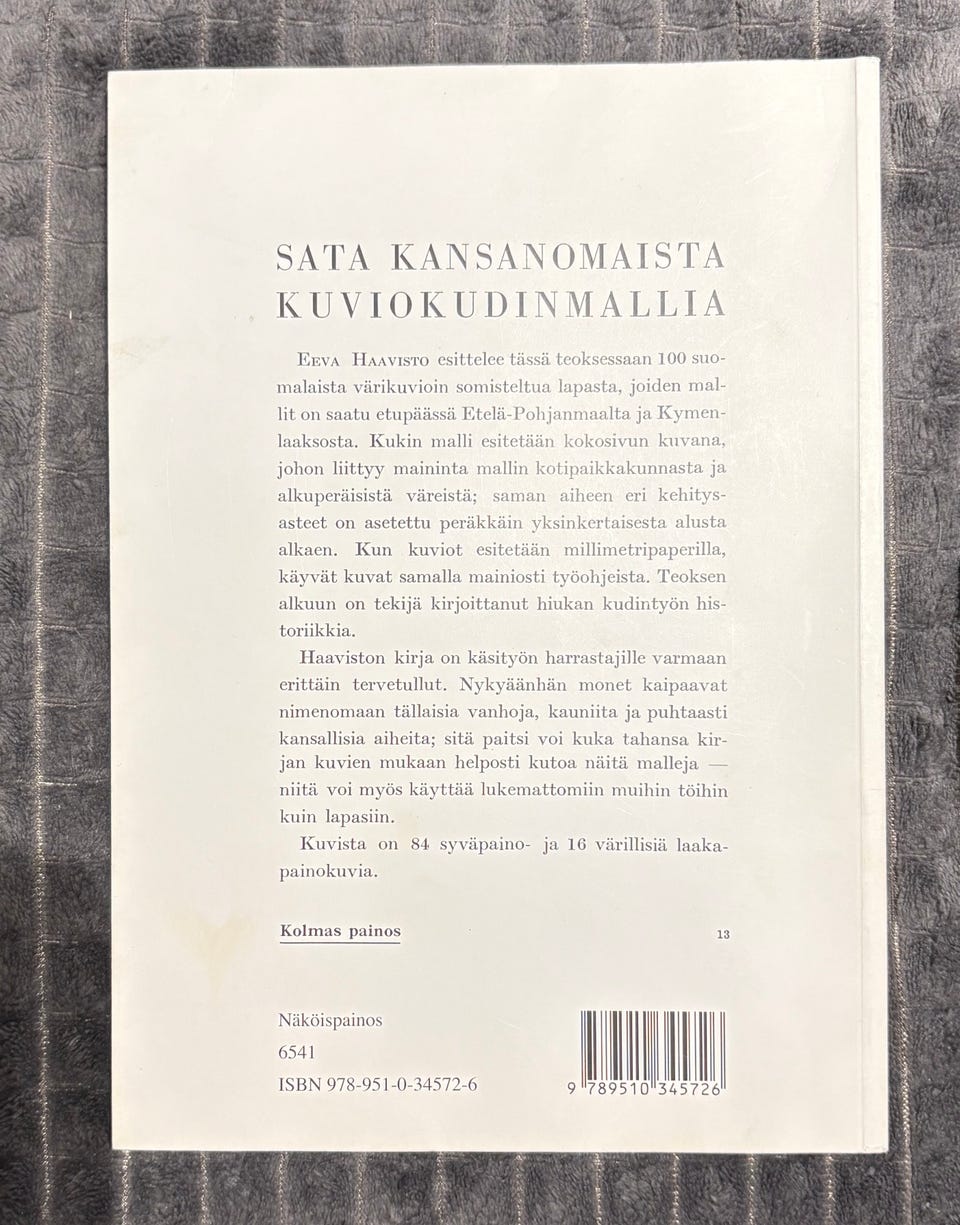 SATA KANSANOMAISTA
KUVIOKUDINMALLIA
EEVA HAAVISTO esittelee tässä teoksessaan 100 suo-
malaista värikuvioin somisteltua lapasta, joiden mal-
lit on saatu etupäässä Etelä-Pohjanmaalta ja Kymen-
laaksosta. Kukin malli esitetään kokosivun kuvana,
johon liittyy maininta mallin kotipaikkakunnasta ja
alkuperäisistä väreistä; saman aiheen eri kehitys-
asteet on asetettu peräkkäin yksinkertaisesta alusta
alkaen. Kun kuviot esitetään millimetripaperilla,
käyvät kuvat samalla mainiosti työohjeista. Teoksen
alkuun on tekijä kirjoittanut hiukan kudintyön his-
toriikkia.
Haaviston kirja on käsityön harrastajille varmaan
erittäin tervetullut. Nykyäänhän monet kaipaavat
nimenomaan tällaisia vanhoja, kauniita ja puhtaasti
kansallisia aiheita; sitä paitsi voi kuka tahansa kir-
jan kuvien mukaan helposti kutoa näitä malleja —
niitä voi myös käyttää lukemattomiin muihin töihin
kuin lapasiin.
Kuvista on 84 syväpaino- ja 16 värillisiä laaka-
painokuvia.
Kolmas painos 13
Näköispainos
6541
ISBN 978-951-0-34572-6
9 789510 345726